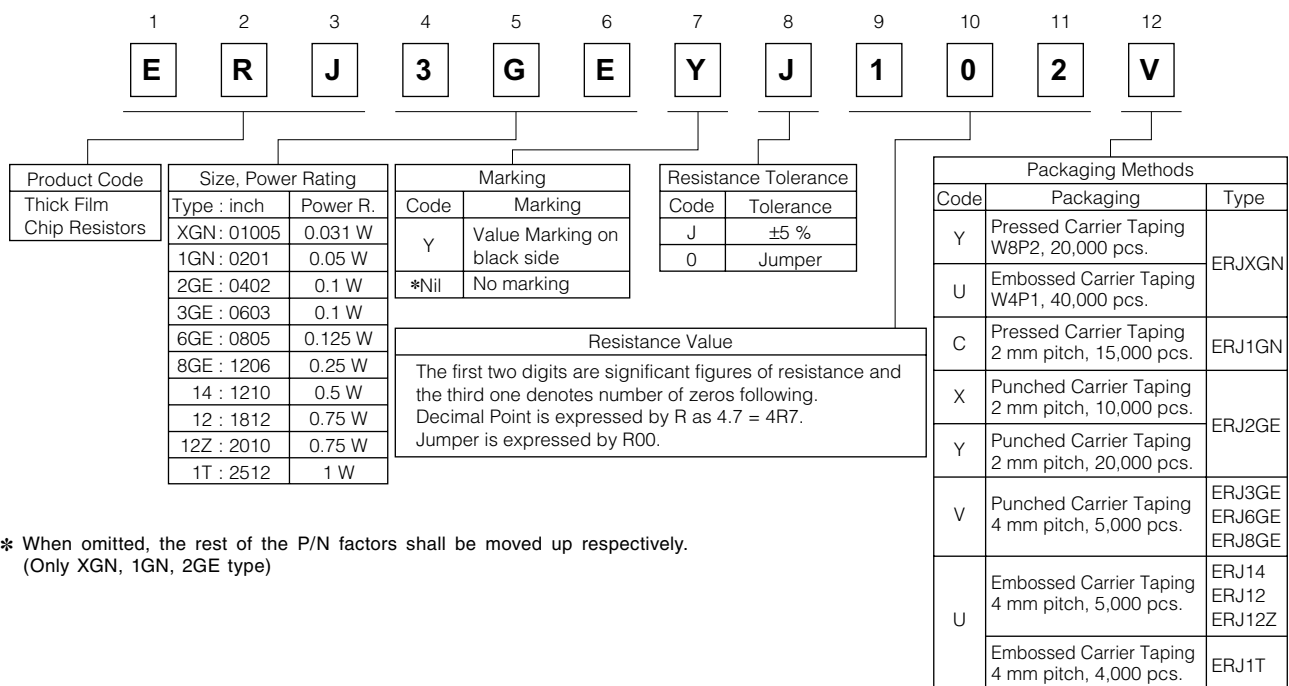 1 2 3 4 5 6 7 8 9 10 11 12
E R J 3 G E Y J 1 0 2 V
Product Code
Thick Film
Chip Resistors
Size, Power Rating
Type : inch Power R.
XGN : 01005 0.031 W
1GN : 0201 0.05 W
2GE : 0402 0.1 W
3GE : 0603 0.1 W
6GE : 0805 0.125 W
8GE : 1206 0.25 W
14 : 1210 0.5 W
12 : 1812 0.75 W
12Z : 2010 0.75 W
1T : 2512 1 W
Marking
Code Marking
Y Value Marking on
black side
*Nil No marking
Resistance Tolerance
Code Tolerance
J ±5 %
0 Jumper
Resistance Value
The first two digits are significant figures of resistance and
the third one denotes number of zeros following.
Decimal Point is expressed by R as 4.7 = 4R7.
Jumper is expressed by R00.
Packaging Methods
Code Packaging Type
Y Pressed Carrier Taping
W8P2, 20,000 pcs.
ERJXGN
U Embossed Carrier Taping
W4P1, 40,000 pcs.
C Pressed Carrier Taping
2 mm pitch, 15,000 pcs.
ERJ1GN
X Punched Carrier Taping
2 mm pitch, 10,000 pcs.
ERJ2GE
Y Punched Carrier Taping
2 mm pitch, 20,000 pcs.
V Punched Carrier Taping
4 mm pitch, 5,000 pcs.
ERJ3GE
ERJ6GE
ERJ8GE
U Embossed Carrier Taping
4 mm pitch, 5,000 pcs.
ERJ14
ERJ12
ERJ12Z
Embossed Carrier Taping
4 mm pitch, 4,000 pcs.
ERJ1T
* When omitted, the rest of the P/N factors shall be moved up respectively.
(Only XGN, 1GN, 2GE type)